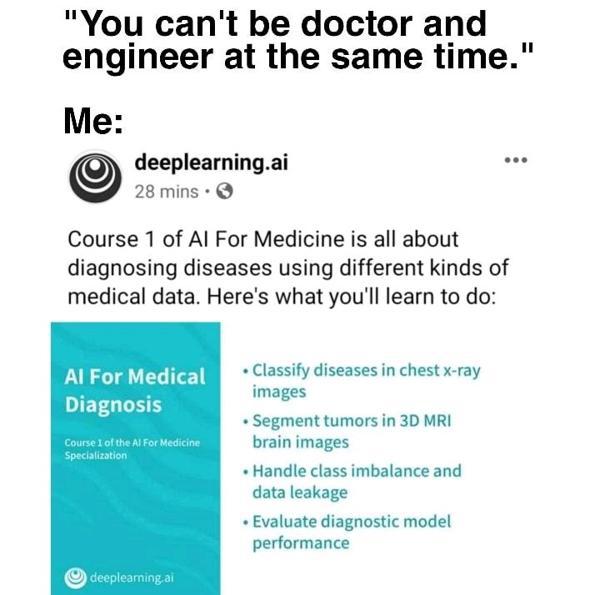 "You can't be doctor and
engineer at the same time."
Me:
deeplearning.ai
28 mins •
Course 1 of AI For Medicine is all about
diagnosing diseases using different kinds of
medical data. Here's what you'll learn to do:
AI For Medical
Diagnosis
Course 1 of the AI For Medicine
Specialization
deeplearning.ai
• Classify diseases in chest x-ray
images
• Segment tumors in 3D MRI
brain images
• Handle class imbalance and
data leakage
• Evaluate diagnostic model
performance